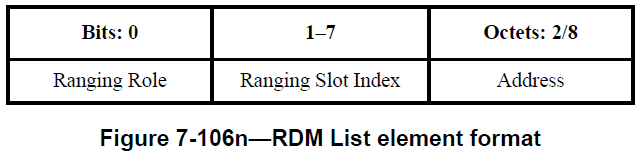 Bits: 0 1–7 Octets: 2/8
Ranging Role Ranging Slot Index Address
Figure 7-106n—RDM List element format